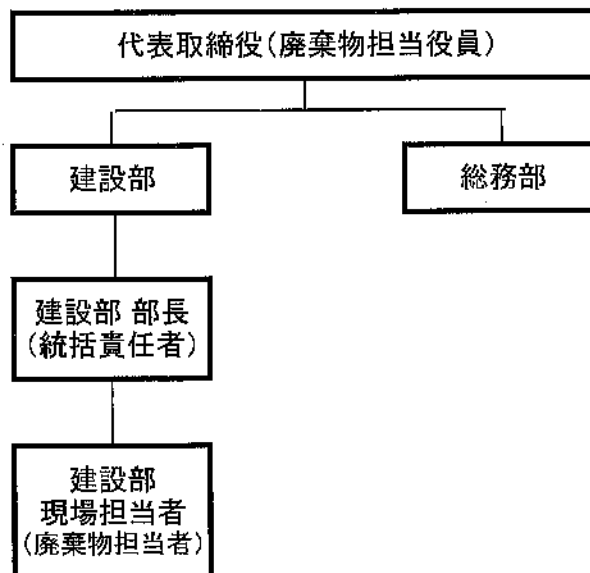 代表取締役(廃棄物担当役員)
建設部
総務部
建設部 部長
(統括責任者)
建設部
現場担当者
(廃棄物担当者)